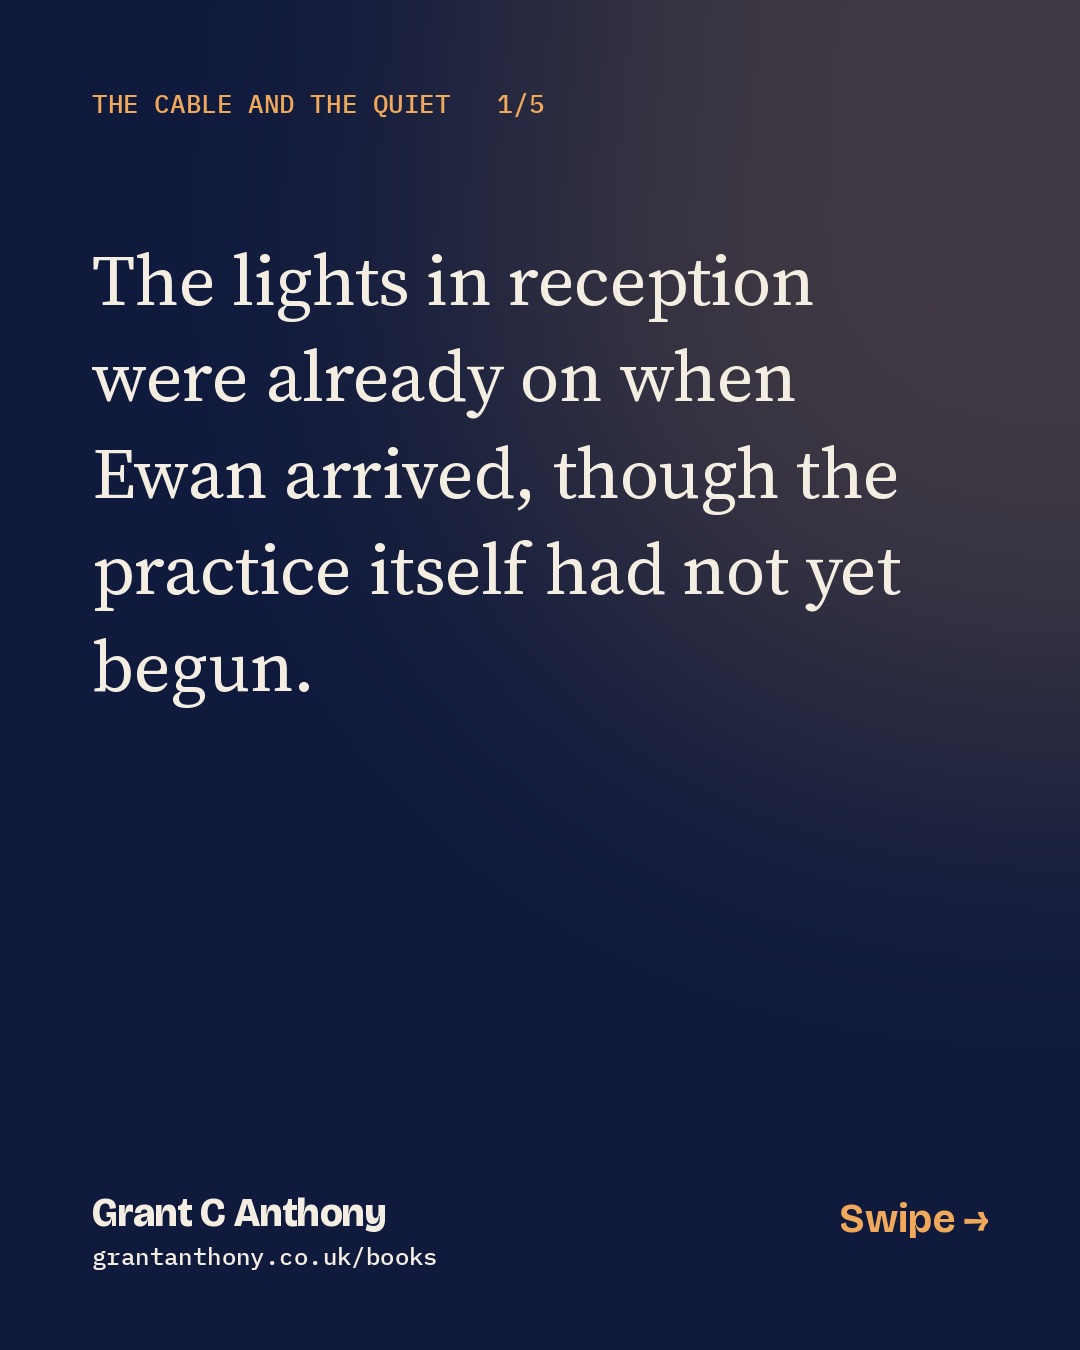 THE CABLE AND THE QUIET 1/5
The lights in reception
were already on when
Ewan arrived, though the
practice itself had not yet
begun.
Grant C Anthony
grantanthony.co.uk/books
Swipe →